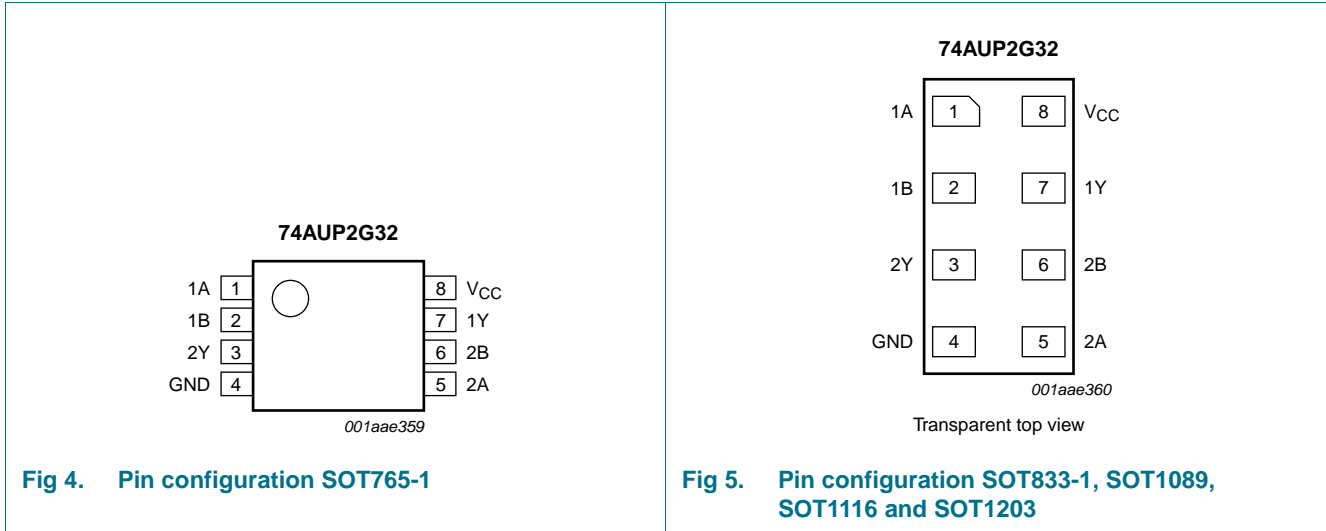 74AUP2G32
1A 1 8 VCC
1B 2 7 1Y
2Y 3 6 2B
GND 4 5 2A
001aae359
Fig 4. Pin configuration SOT765-1
74AUP2G32
1A 1 8 VCC
1B 2 7 1Y
2Y 3 6 2B
GND 4 5 2A
001aae360
Transparent top view
Fig 5. Pin configuration SOT833-1, SOT1089,
SOT1116 and SOT1203